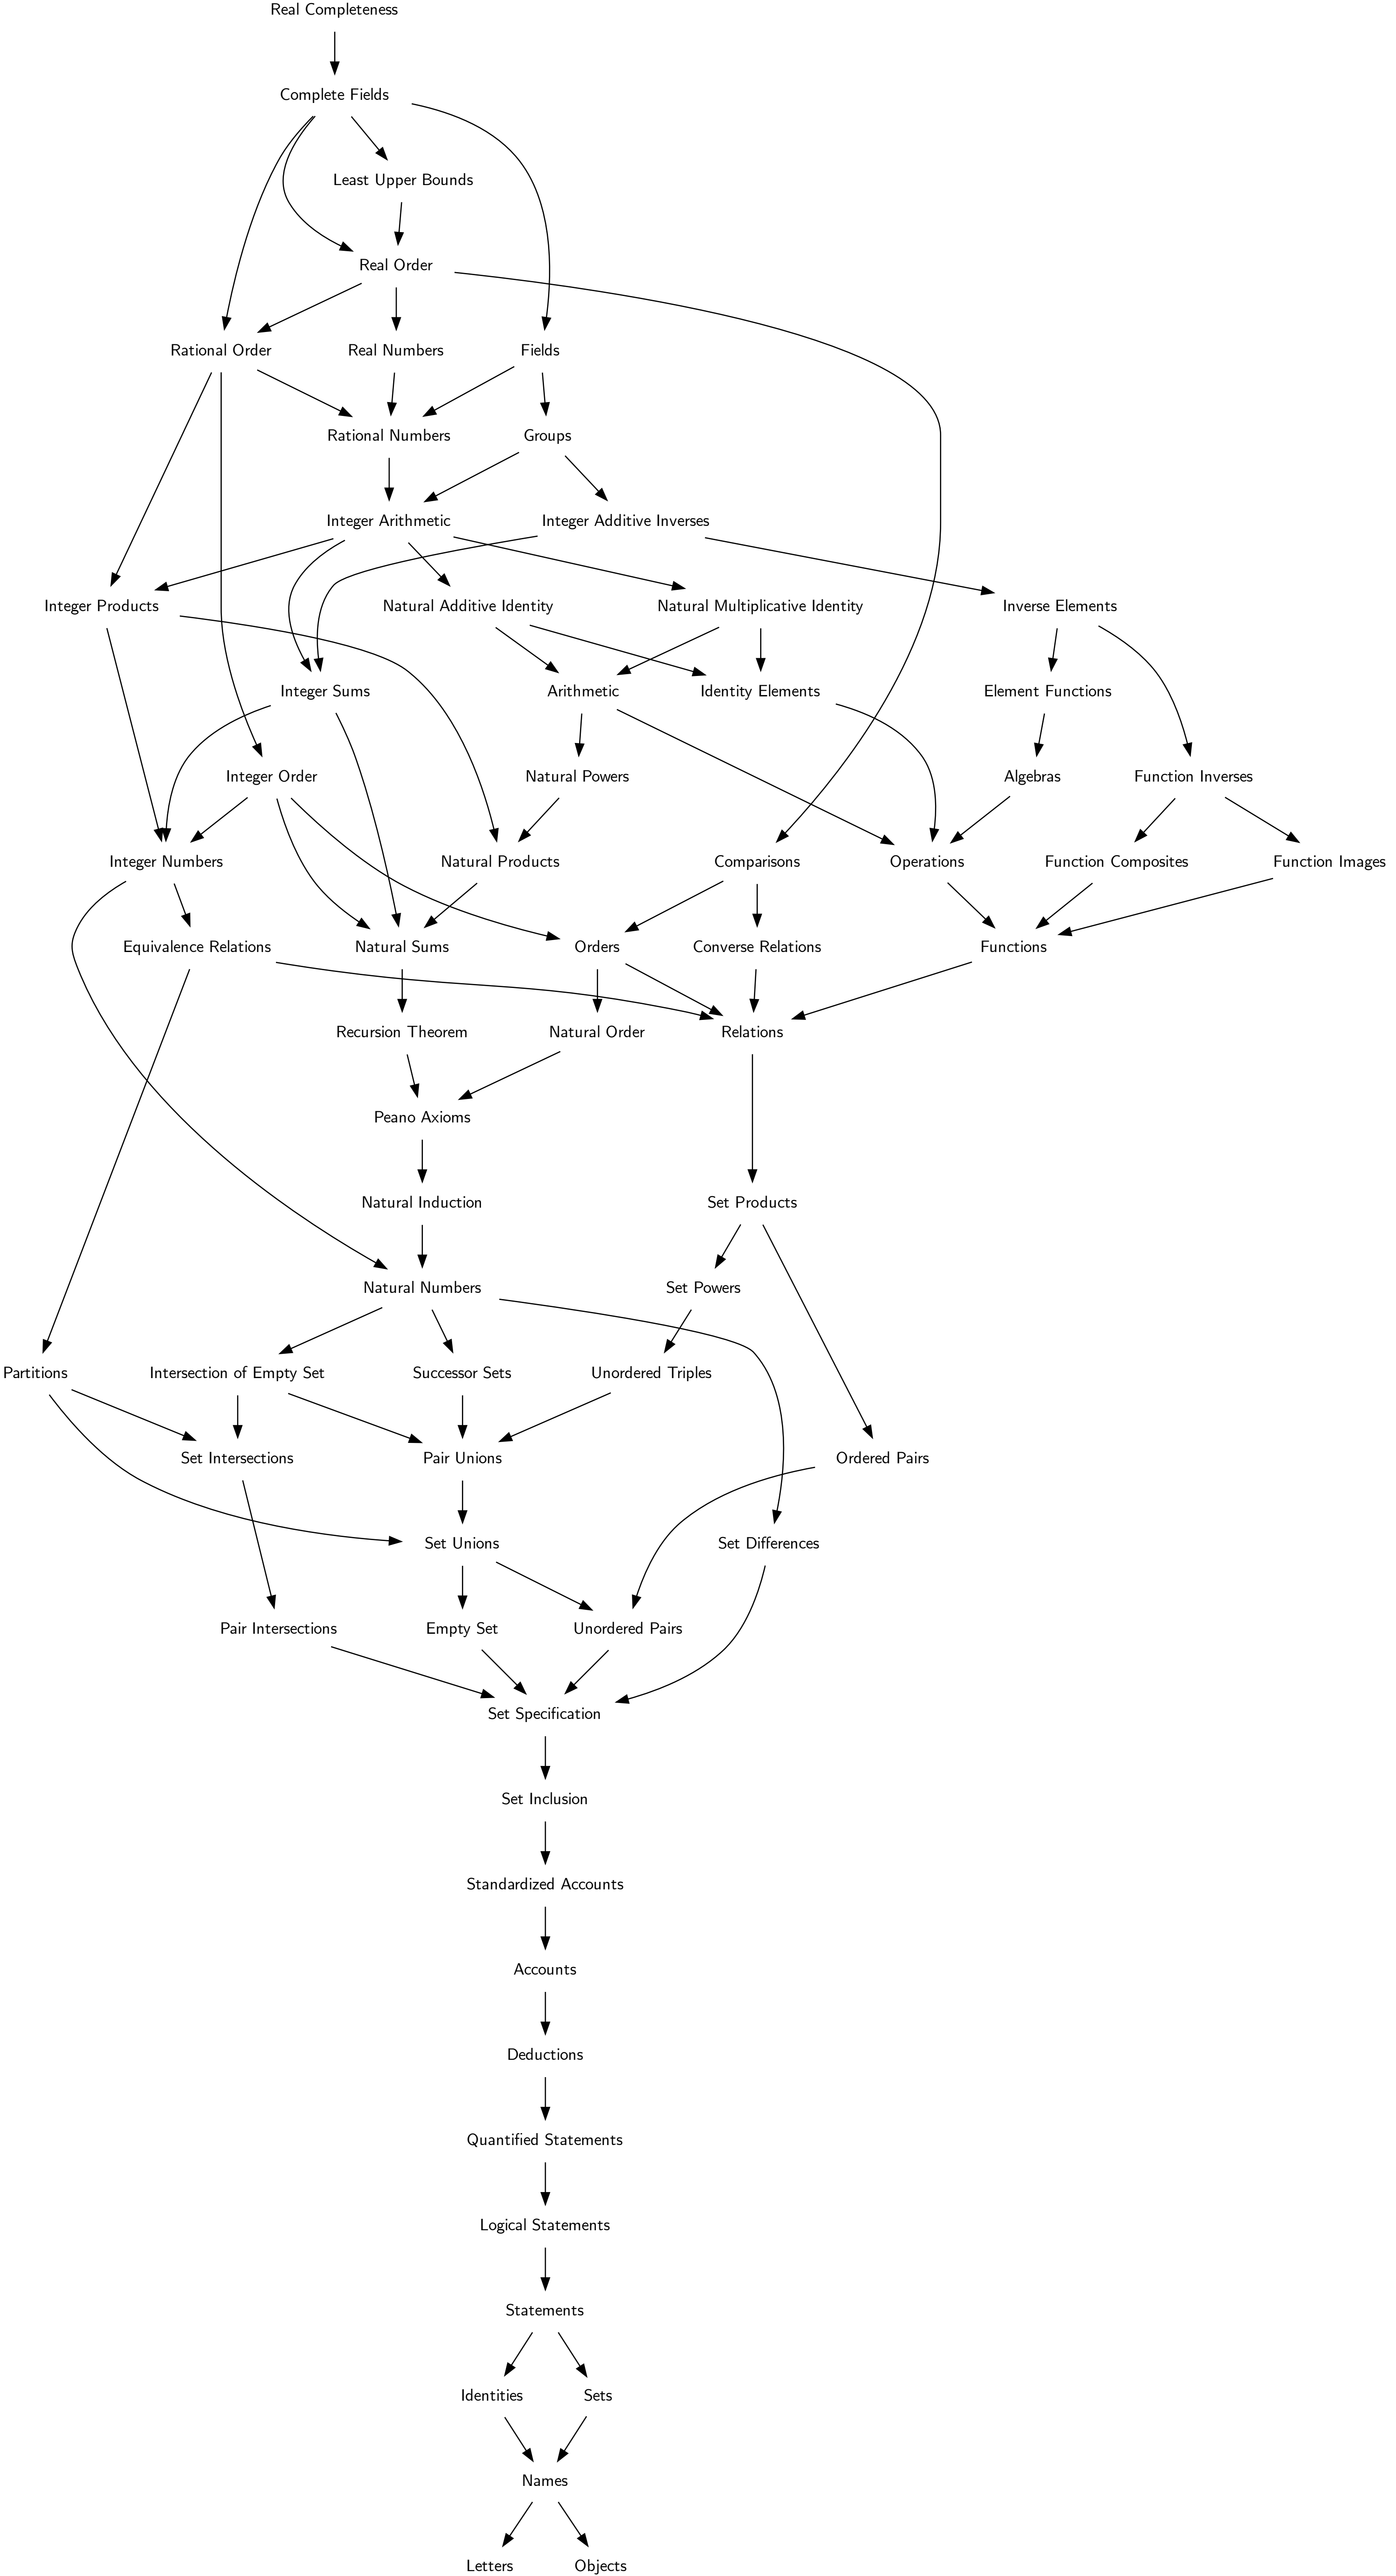 Real Completeness
Complete Fields
Least Upper Bounds
Real Order
Rational Order
Real Numbers
Fields
Rational Numbers
Groups
Integer Arithmetic
Integer Additive Inverses
Integer Products
Natural Additive Identity
Natural Multiplicative Identity
Inverse Elements
Integer Sums
Arithmetic
Identity Elements
Element Functions
Integer Order
Natural Powers
Algebras
Function Inverses
Integer Numbers
Natural Products
Comparisons
Operations
Function Composites
Function Images
Equivalence Relations
Natural Sums
Orders
Converse Relations
Functions
Recursion Theorem
Natural Order
Relations
Peano Axioms
Natural Induction
Set Products
Natural Numbers
Set Powers
Partitions
Intersection of Empty Set
Successor Sets
Unordered Triples
Set Intersections
Pair Unions
Ordered Pairs
Set Unions
Set Differences
Pair Intersections
Empty Set
Unordered Pairs
Set Specification
Set Inclusion
Standardized Accounts
Accounts
Deductions
Quantified Statements
Logical Statements
Statements
Identities
Sets
Names
Letters
Objects